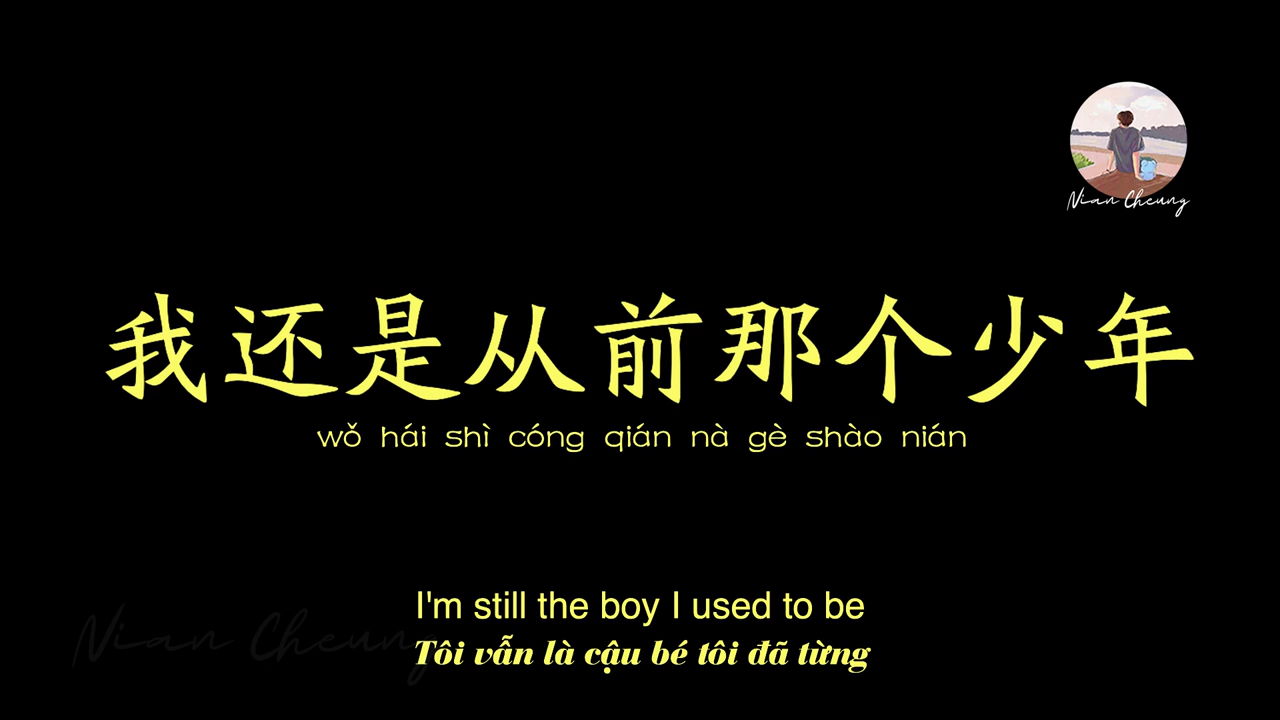 Nian Cheung
我还是从前那个少年
wǒ hái shì cóng qián nà gè shào nián
I'm still the boy I used to be
Nian Cheung
Tôi vẫn là cậu bé tôi đã từng